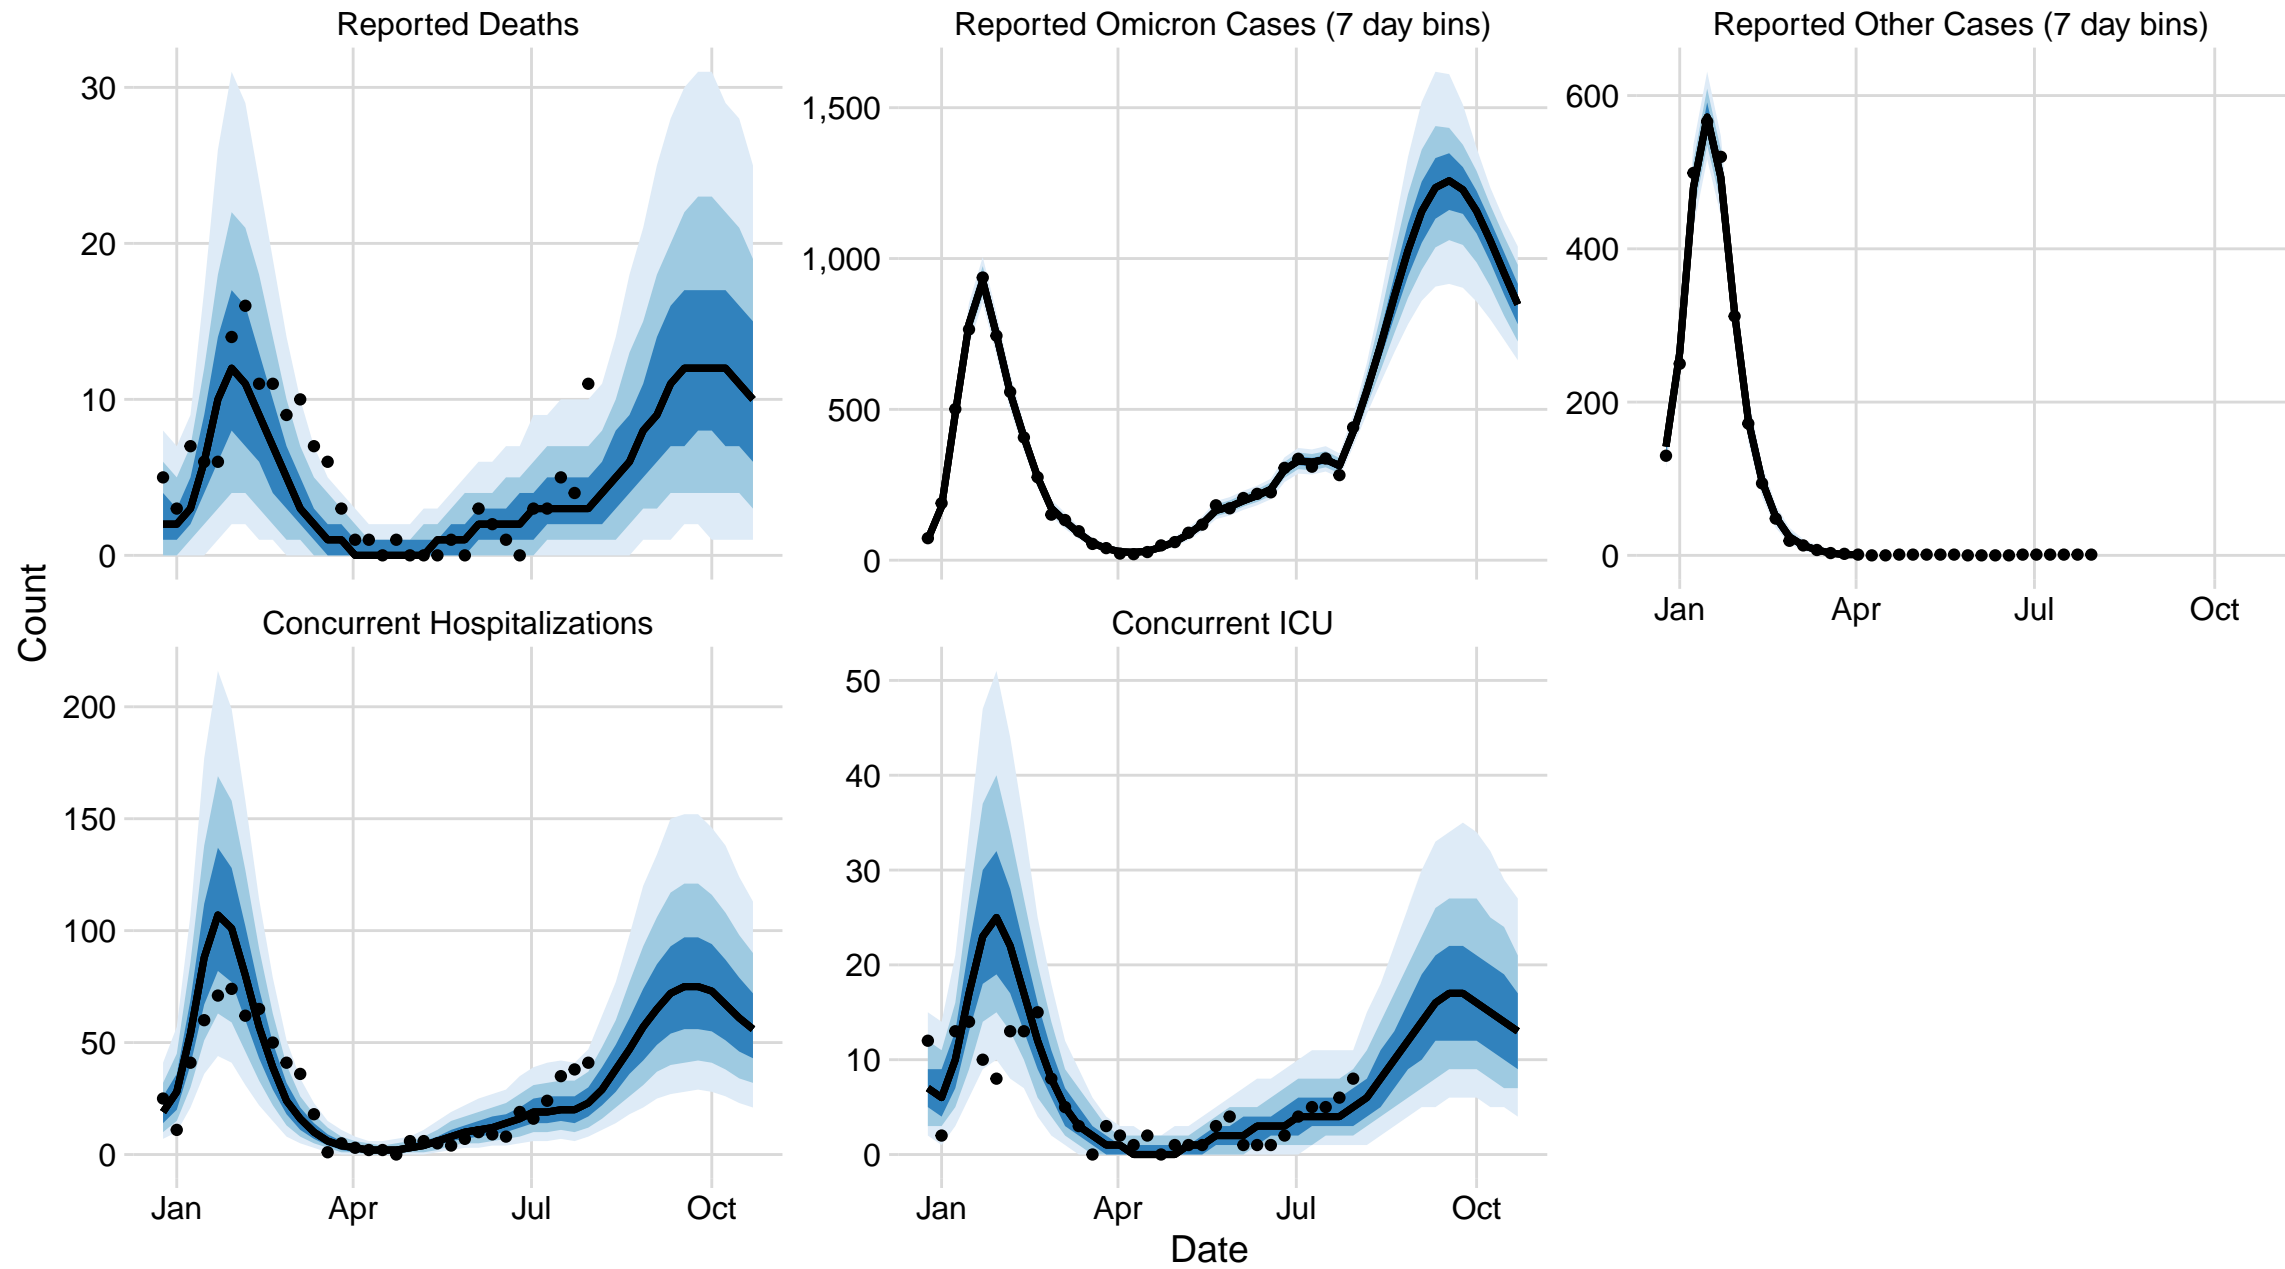 Reported Deaths
Reported Omicron Cases (7 day bins)
Reported Other Cases (7 day bins)
30
20
10
0
1,500
1,000
500
0
600
400
200
0
Jan Apr Jul Oct
Count
Concurrent Hospitalizations
Concurrent ICU
200
150
100
50
0
50
40
30
20
10
0
Jan Apr Jul Oct
Jan Apr Jul Oct
Date